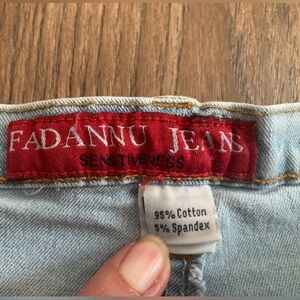 FADANNU JEANS
SENSITIVENESS
95% Cotton
5% Spandex